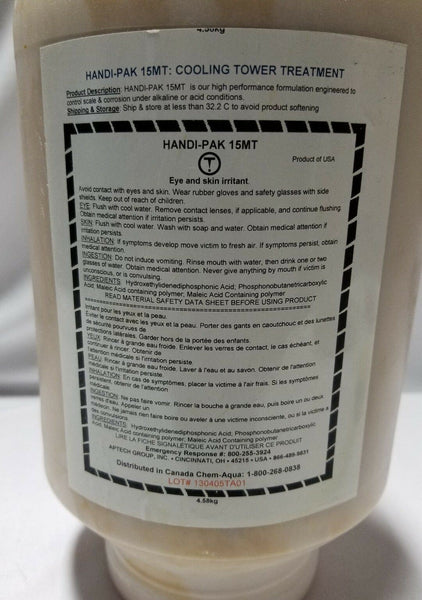 4.58kg
HANDI-PAK 15MT: COOLING TOWER TREATMENT
Product Description: HANDI-PAK 15MT is our high performance formulation engineered to
control scale & corrosion under alkaline or acid conditions.
Shipping & Storage: Ship & store at less than 32.2 C to avoid product softening
HANDI-PAK 15MT
T
Product of USA
Eye and skin irritant.
Avoid contact with eyes and skin. Wear rubber gloves and safety glasses with side
shields. Keep out of reach of children.
EYE: Flush with cool water. Remove contact lenses, if applicable, and continue flushing.
Obtain medical attention if irritation persists.
SKIN: Flush with cool water. Wash with soap and water. Obtain medical attention if
irritation persists.
INHALATION: If symptoms develop move victim to fresh air. If symptoms persist, obtain
medical attention.
INGESTION: Do not induce vomiting. Rinse mouth with water, then drink one or two
glasses of water. Obtain medical attention. Never give anything by mouth if victim is
unconscious, or is convulsing.
INGREDIENTS: Hydroxethylidenediphosphonic Acid; Phosphonobutanetricarboxylic
Acid; Maleic Acid containing polymer; Maleic Acid Containing polymer
READ MATERIAL SAFETY DATA SHEET BEFORE USING PRODUCT
Irritant pour les yeux et la peau.
Éviter le contact avec les yeux et la peau. Porter des gants en caoutchouc et des lunettes
de sécurité pourvues de
protections latérales. Garder hors de la portée des enfants.
YEUX: Rincer à grande eau froide. Enlever les verres de contact, le cas échéant, et
continuer à rincer. Obtenir de
l'attention médicale si l'irritation persiste.
PEAU: Rincer à grande eau froide. Laver à l'eau et au savon. Obtenir de l'attention
médicale si l'irritation persiste.
INHALATION: En cas de symptômes, placer la victime à l'air frais. Si les symptômes
persistent, obtenir de l'attention
médicale.
INGESTION: Ne pas faire vomir. Rincer la bouche à grande eau, puis boire un ou deux
verres d'eau. Appeler un
médecin. Ne jamais rien faire boire ou avaler à une victime inconsciente, ou si la victime a
des convulsions.
INGREDIENTS: Hydroxethylidenediphosphonic Acid; Phosphonobutanetricarboxylic
Acid; Maleic Acid containing polymer; Maleic Acid Containing polymer
LIRE LA FICHE SIGNALÉTIQUE AVANT D'UTILISER CE PRODUIT
Emergency Response #: 800-255-3924
APTECH GROUP, INC. • CINCINNATI, OH • 45215 • USA • 866-489-9831
Distributed in Canada Chem-Aqua: 1-800-268-0838
LOT# 130405TA01
4.58kg